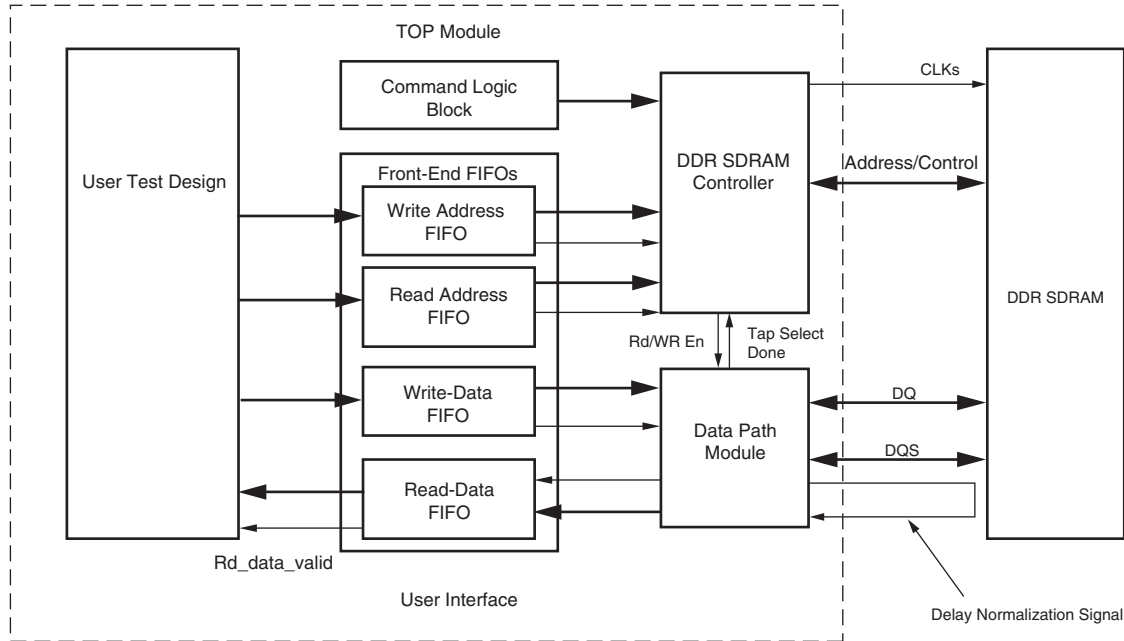 TOP Module
CLKs
Command Logic
Block
User Test Design
Front-End FIFOs
DDR SDRAM
Controller
Address/Control
Write Address
FIFO
Read Address
FIFO
DDR SDRAM
Rd/WR En
Tap Select
Done
Write-Data
FIFO
DQ
Data Path
Module
DQS
Read-Data
FIFO
Rd_data_valid
User Interface
Delay Normalization Signal